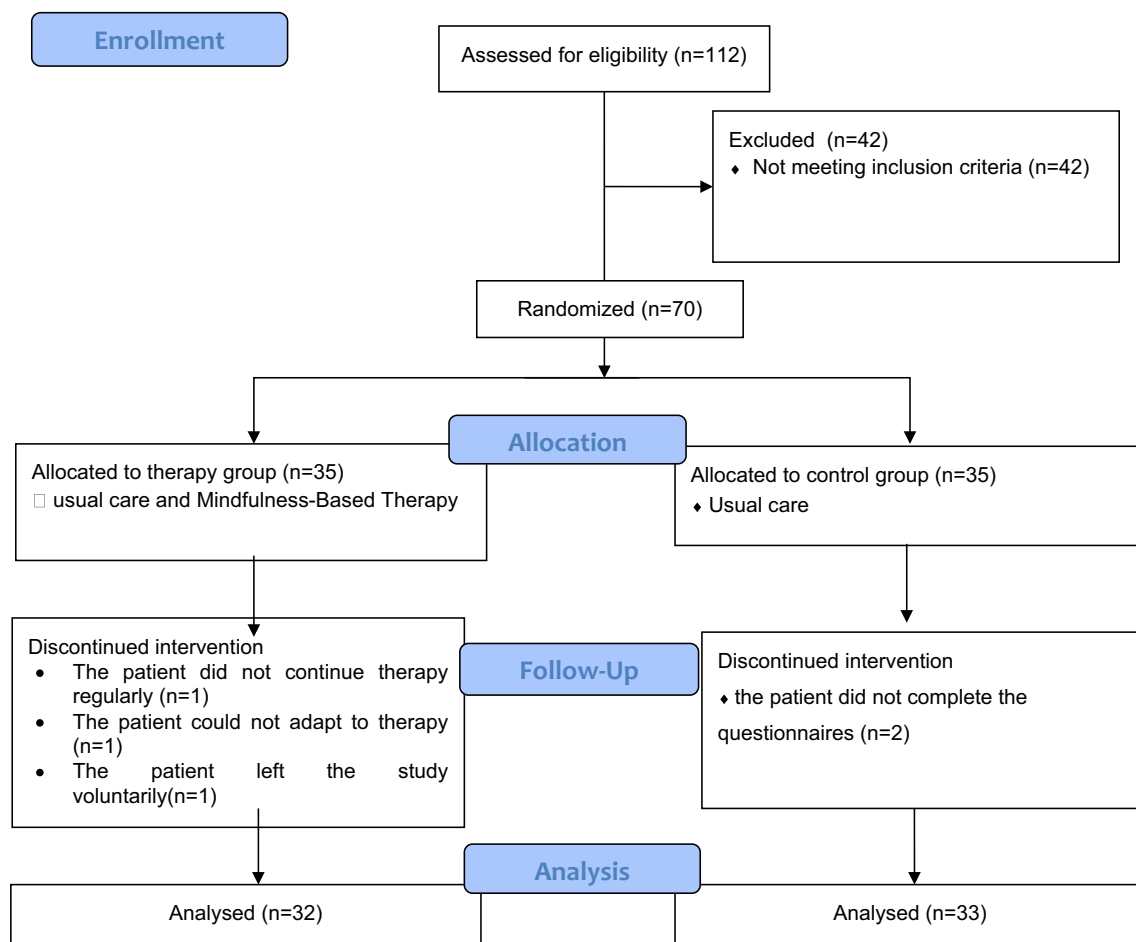 Enrollment
Assessed for eligibility (n=112)
Excluded (n=42)
♦ Not meeting inclusion criteria (n=42)
Randomized (n=70)
Allocation
Allocated to therapy group (n=35)
□ usual care and Mindfulness-Based Therapy
Allocated to control group (n=35)
♦ Usual care
Follow-Up
Discontinued intervention
• The patient did not continue therapy
regularly (n=1)
• The patient could not adapt to therapy
(n=1)
• The patient left the study
voluntarily(n=1)
Discontinued intervention
♦ the patient did not complete the
questionnaires (n=2)
Analysis
Analysed (n=32)
Analysed (n=33)